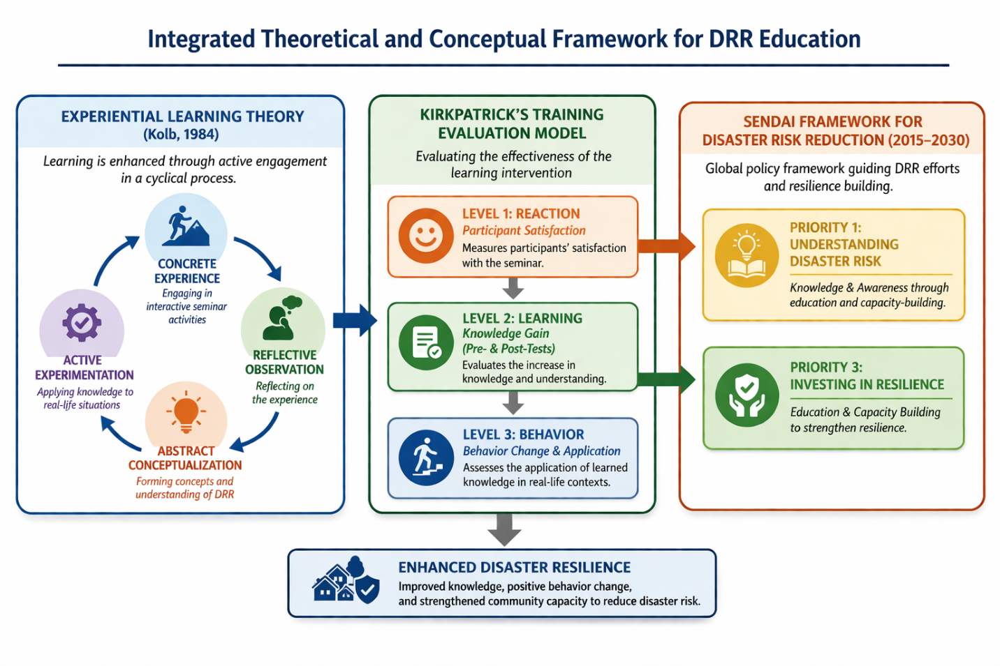 Integrated Theoretical and Conceptual Framework for DRR Education
EXPERIENTIAL LEARNING THEORY
(Kolb, 1984)
Learning is enhanced through active engagement
in a cyclical process.
CONCRETE
EXPERIENCE
Engaging in
interactive seminar
activities
REFLECTIVE
OBSERVATION
Reflecting on
the experience
ABSTRACT
CONCEPTUALIZATION
Forming concepts and
understanding of DRR
ACTIVE
EXPERIMENTATION
Applying knowledge to
real-life situations
KIRKPATRICK'S TRAINING
EVALUATION MODEL
Evaluating the effectiveness of the
learning intervention
LEVEL 1: REACTION
Participant Satisfaction
Measures participants' satisfaction
with the seminar.
LEVEL 2: LEARNING
Knowledge Gain
(Pre- & Post-Tests)
Evaluates the increase in
knowledge and understanding.
LEVEL 3: BEHAVIOR
Behavior Change & Application
Assesses the application of learned
knowledge in real-life contexts.
SENDAI FRAMEWORK FOR
DISASTER RISK REDUCTION (2015–2030)
Global policy framework guiding DRR efforts
and resilience building.
PRIORITY 1:
UNDERSTANDING
DISASTER RISK
Knowledge & Awareness through
education and capacity-building.
PRIORITY 3:
INVESTING IN RESILIENCE
Education & Capacity Building
to strengthen resilience.
ENHANCED DISASTER RESILIENCE
Improved knowledge, positive behavior change,
and strengthened community capacity to reduce disaster risk.